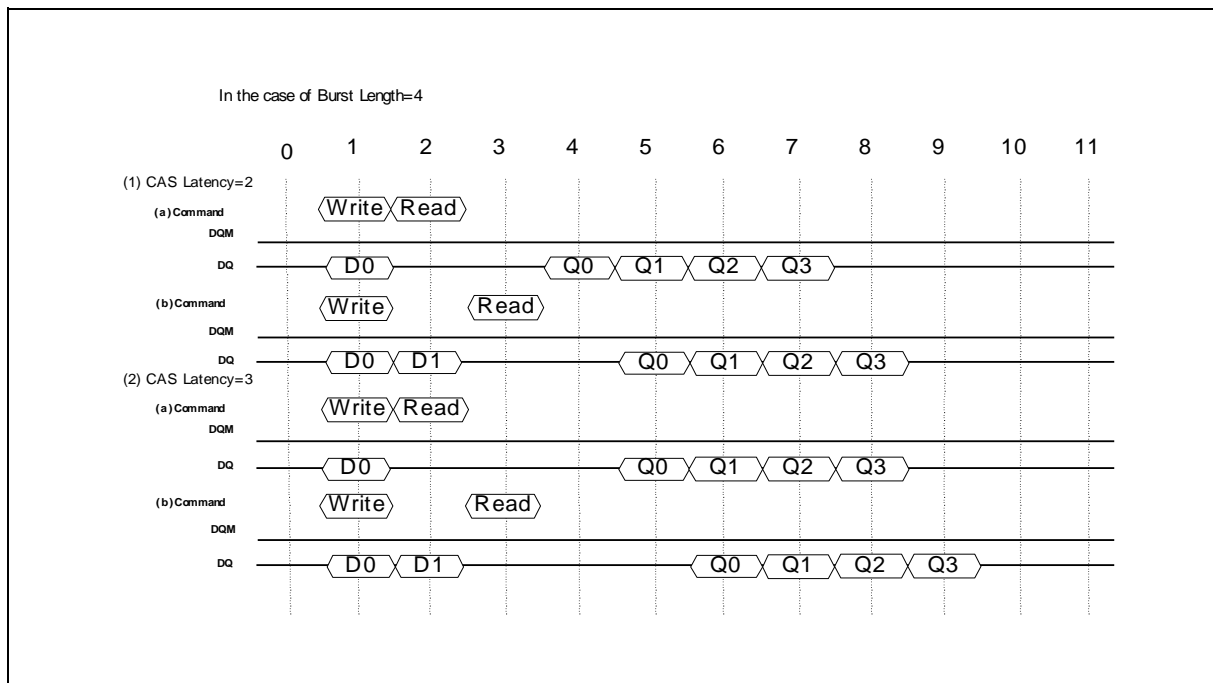 In the case of Burst Length=4
0 1 2 3 4 5 6 7 8 9 10 11
(1) CAS Latency=2
(a)Command Write Read
DQM
DQ D0 Q0 Q1 Q2 Q3
(b)Command Write Read
DQM
DQ D0 D1 Q0 Q1 Q2 Q3
(2) CAS Latency=3
(a)Command Write Read
DQM
DQ D0 Q0 Q1 Q2 Q3
(b)Command Write Read
DQM
DQ D0 D1 Q0 Q1 Q2 Q3